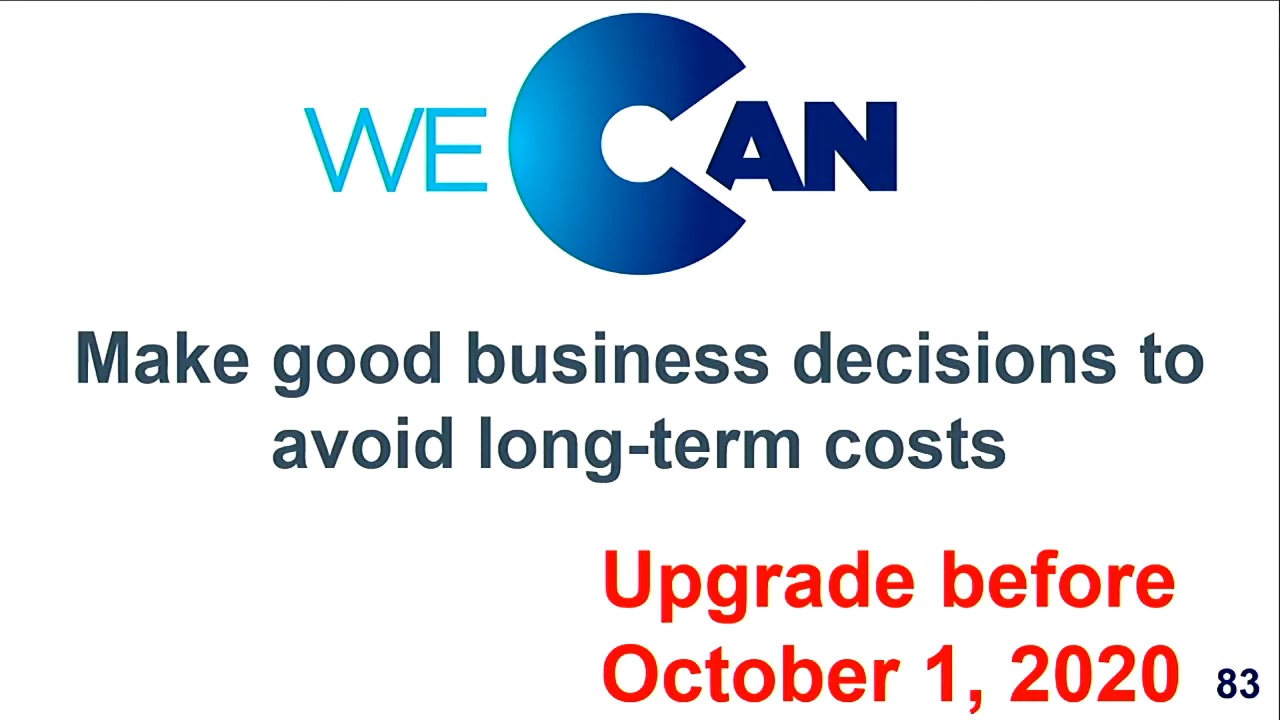 WE CAN
Make good business decisions to
avoid long-term costs
Upgrade before
October 1, 2020
83